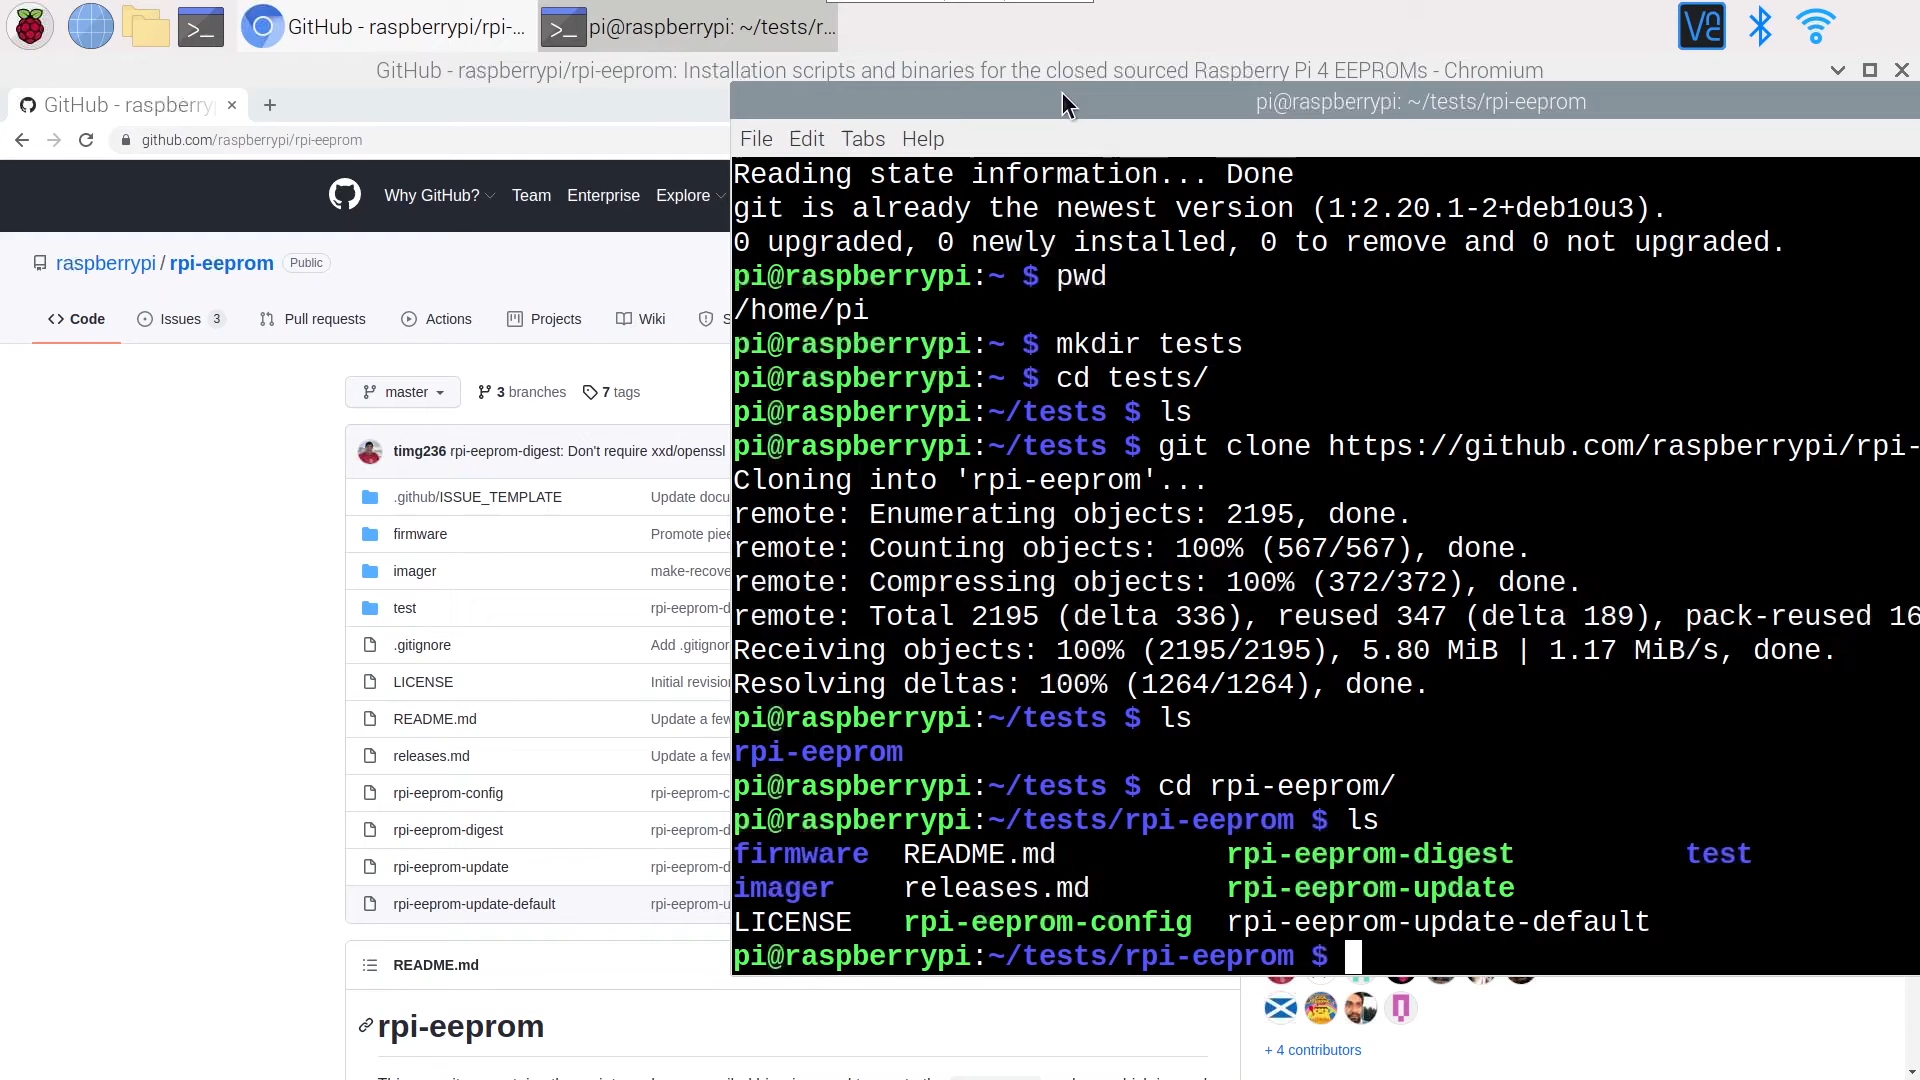 GitHub - raspberrypi/rpi-...
pi@raspberrypi: ~/tests/r...
GitHub - raspberrypi/rpi-eeprom: Installation scripts and binaries for the closed sourced Raspberry Pi 4 EEPROMs - Chromium
GitHub - raspberry
github.com/raspberrypi/rpi-eeprom
Why GitHub?
Team
Enterprise
Explore
raspberrypi / rpi-eeprom
Public
Code
Issues 3
Pull requests
Actions
Projects
Wiki
master
3 branches
7 tags
timg236 rpi-eeprom-digest: Don't require xxd/openssl
.github/ISSUE_TEMPLATE Update docu
firmware Promote piee
imager make-recove
test rpi-eeprom-d
.gitignore Add .gitignor
LICENSE Initial revisio
README.md Update a few
releases.md Update a few
rpi-eeprom-config rpi-eeprom-c
rpi-eeprom-digest rpi-eeprom-d
rpi-eeprom-update rpi-eeprom-d
rpi-eeprom-update-default rpi-eeprom-u
README.md
rpi-eeprom
+ 4 contributors
pi@raspberrypi: ~/tests/rpi-eeprom
File Edit Tabs Help
Reading state information... Done
git is already the newest version (1:2.20.1-2+deb10u3).
0 upgraded, 0 newly installed, 0 to remove and 0 not upgraded.
pi@raspberrypi:~ $ pwd
/home/pi
pi@raspberrypi:~ $ mkdir tests
pi@raspberrypi:~ $ cd tests/
pi@raspberrypi:~/tests $ ls
pi@raspberrypi:~/tests $ git clone https://github.com/raspberrypi/rpi-
Cloning into 'rpi-eeprom'...
remote: Enumerating objects: 2195, done.
remote: Counting objects: 100% (567/567), done.
remote: Compressing objects: 100% (372/372), done.
remote: Total 2195 (delta 336), reused 347 (delta 189), pack-reused 16
Receiving objects: 100% (2195/2195), 5.80 MiB | 1.17 MiB/s, done.
Resolving deltas: 100% (1264/1264), done.
pi@raspberrypi:~/tests $ ls
rpi-eeprom
pi@raspberrypi:~/tests $ cd rpi-eeprom/
pi@raspberrypi:~/tests/rpi-eeprom $ ls
firmware README.md rpi-eeprom-digest test
imager releases.md rpi-eeprom-update
LICENSE rpi-eeprom-config rpi-eeprom-update-default
pi@raspberrypi:~/tests/rpi-eeprom $